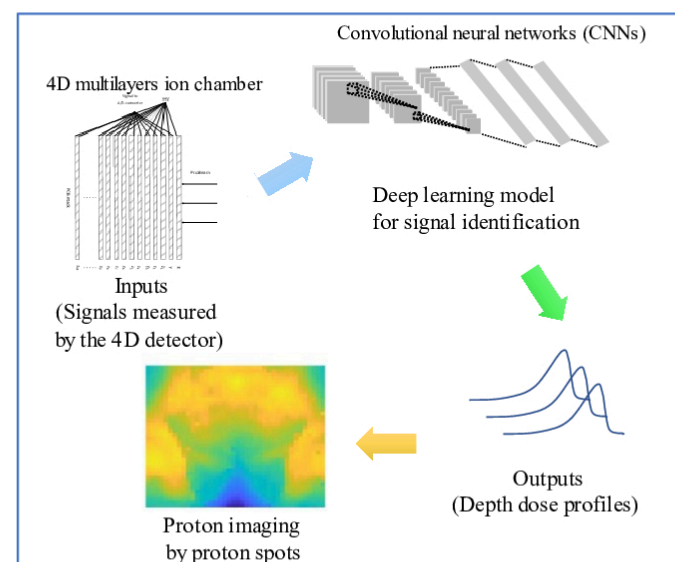 Convolutional neural networks (CNNs)
4D multilayers ion chamber
Deep learning model
for signal identification
Inputs
(Signals measured
by the 4D detector)
Outputs
(Depth dose profiles)
Proton imaging
by proton spots